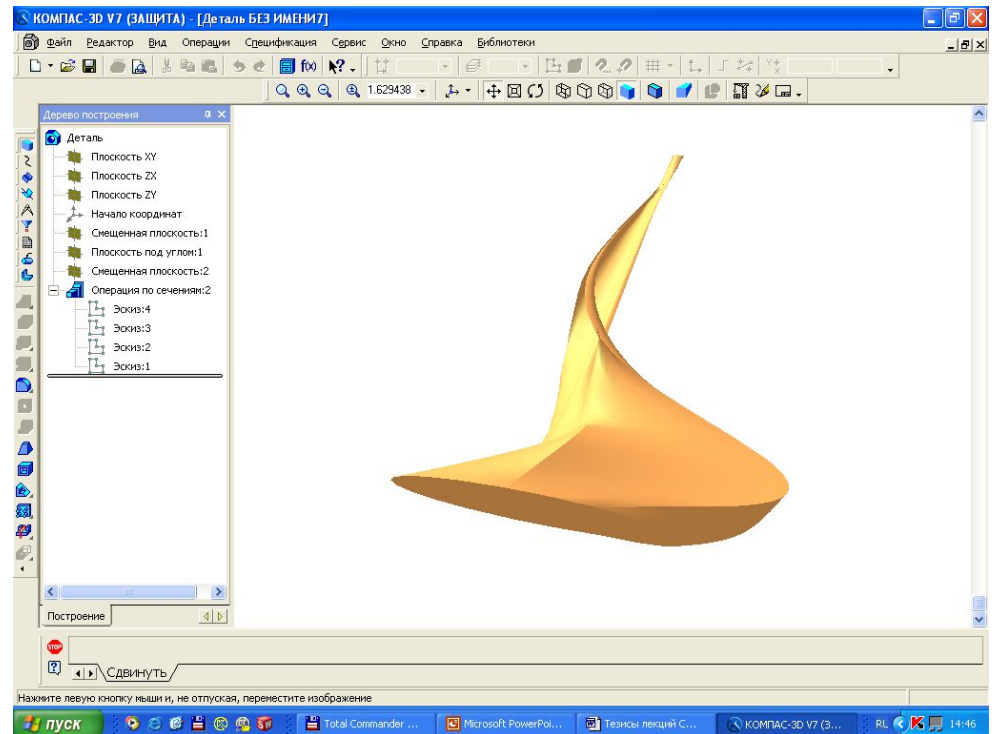 КОМПАС-3D V7 (ЗАЩИТА) - [Деталь БЕЗ ИМЕНИ7]
Файл Редактор Вид Операции Спецификация Сервис Окно Справка Библиотеки
f(x)
1.629438
Дерево построения
Деталь
Плоскость XY
Плоскость ZX
Плоскость ZY
Начало координат
Смещенная плоскость:1
Плоскость под углом:1
Смещенная плоскость:2
Операция по сечениям:2
Эскиз:4
Эскиз:3
Эскиз:2
Эскиз:1
Построение
STOP
Сдвинуть
Нажмите левую кнопку мыши и, не отпуская, переместите изображение
пуск Total Commander ... Microsoft PowerPoi... Тезисы лекций С... КОМПАС-3D V7 (З... RL 14:46